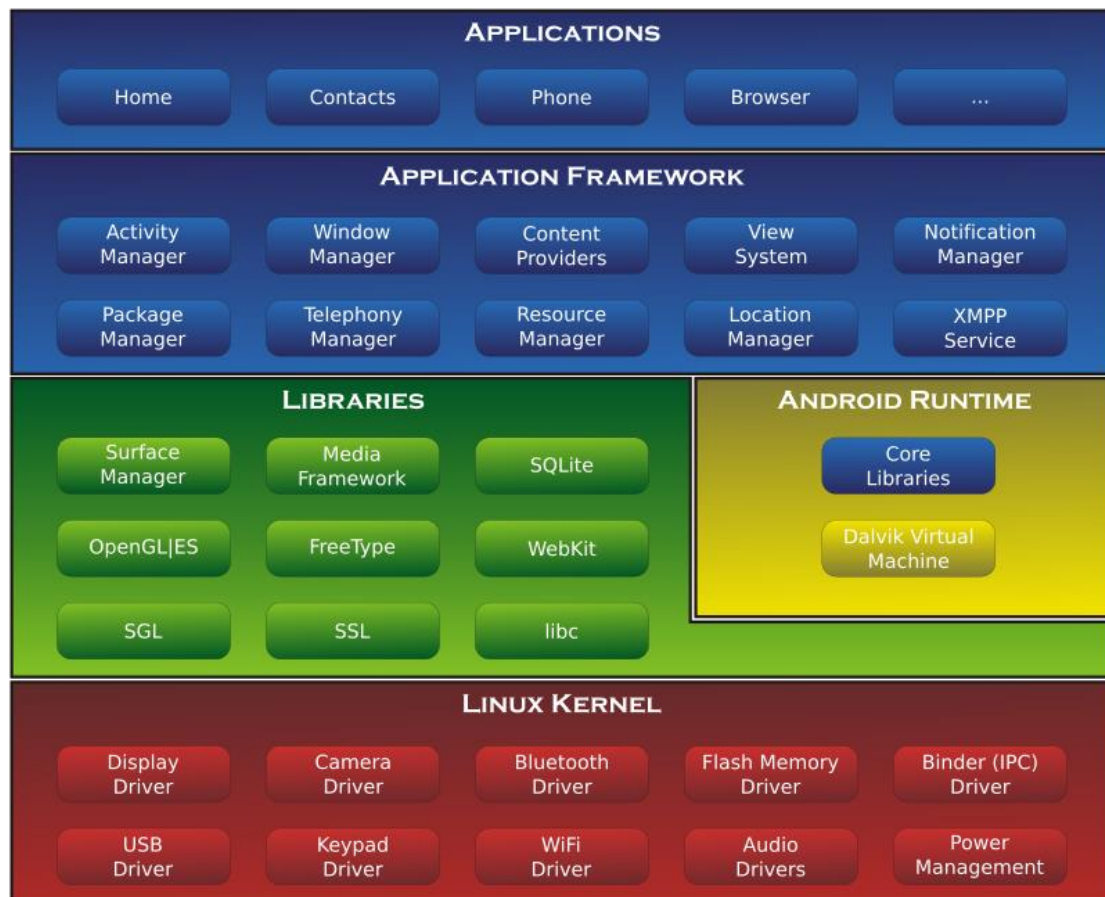 APPLICATIONS
Home
Contacts
Phone
Browser
...
APPLICATION FRAMEWORK
Activity
Manager
Window
Manager
Content
Providers
View
System
Notification
Manager
Package
Manager
Telephony
Manager
Resource
Manager
Location
Manager
XMPP
Service
LIBRARIES
Surface
Manager
Media
Framework
SQLite
OpenGL|ES
FreeType
WebKit
SGL
SSL
libc
ANDROID RUNTIME
Core
Libraries
Dalvik Virtual
Machine
LINUX KERNEL
Display
Driver
Camera
Driver
Bluetooth
Driver
Flash Memory
Driver
Binder (IPC)
Driver
USB
Driver
Keypad
Driver
WiFi
Driver
Audio
Drivers
Power
Management